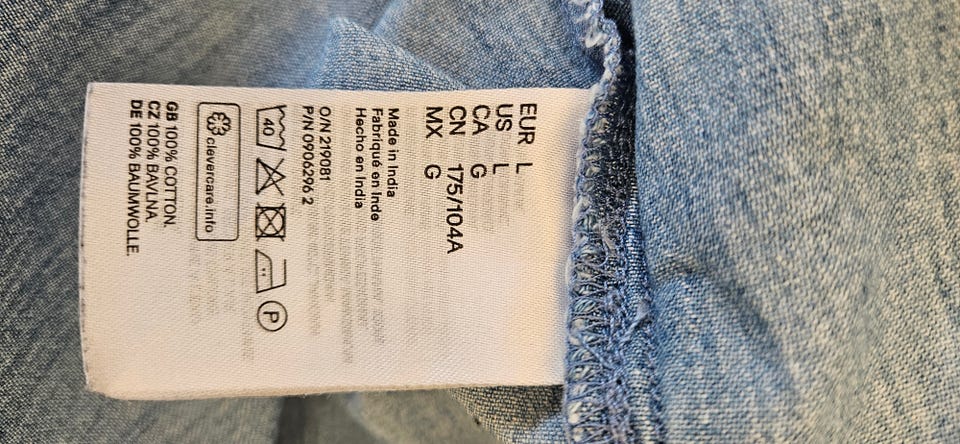 EUR L
US L
CA G
CN 175/104A
MX G
Made in India
Fabriqué en Inde
Hecho en India
O/N 219081
P/N 0906296 2
40
P
clevercare.info
GB 100% COTTON.
CZ 100% BAVLNA.
DE 100% BAUMWOLLE.